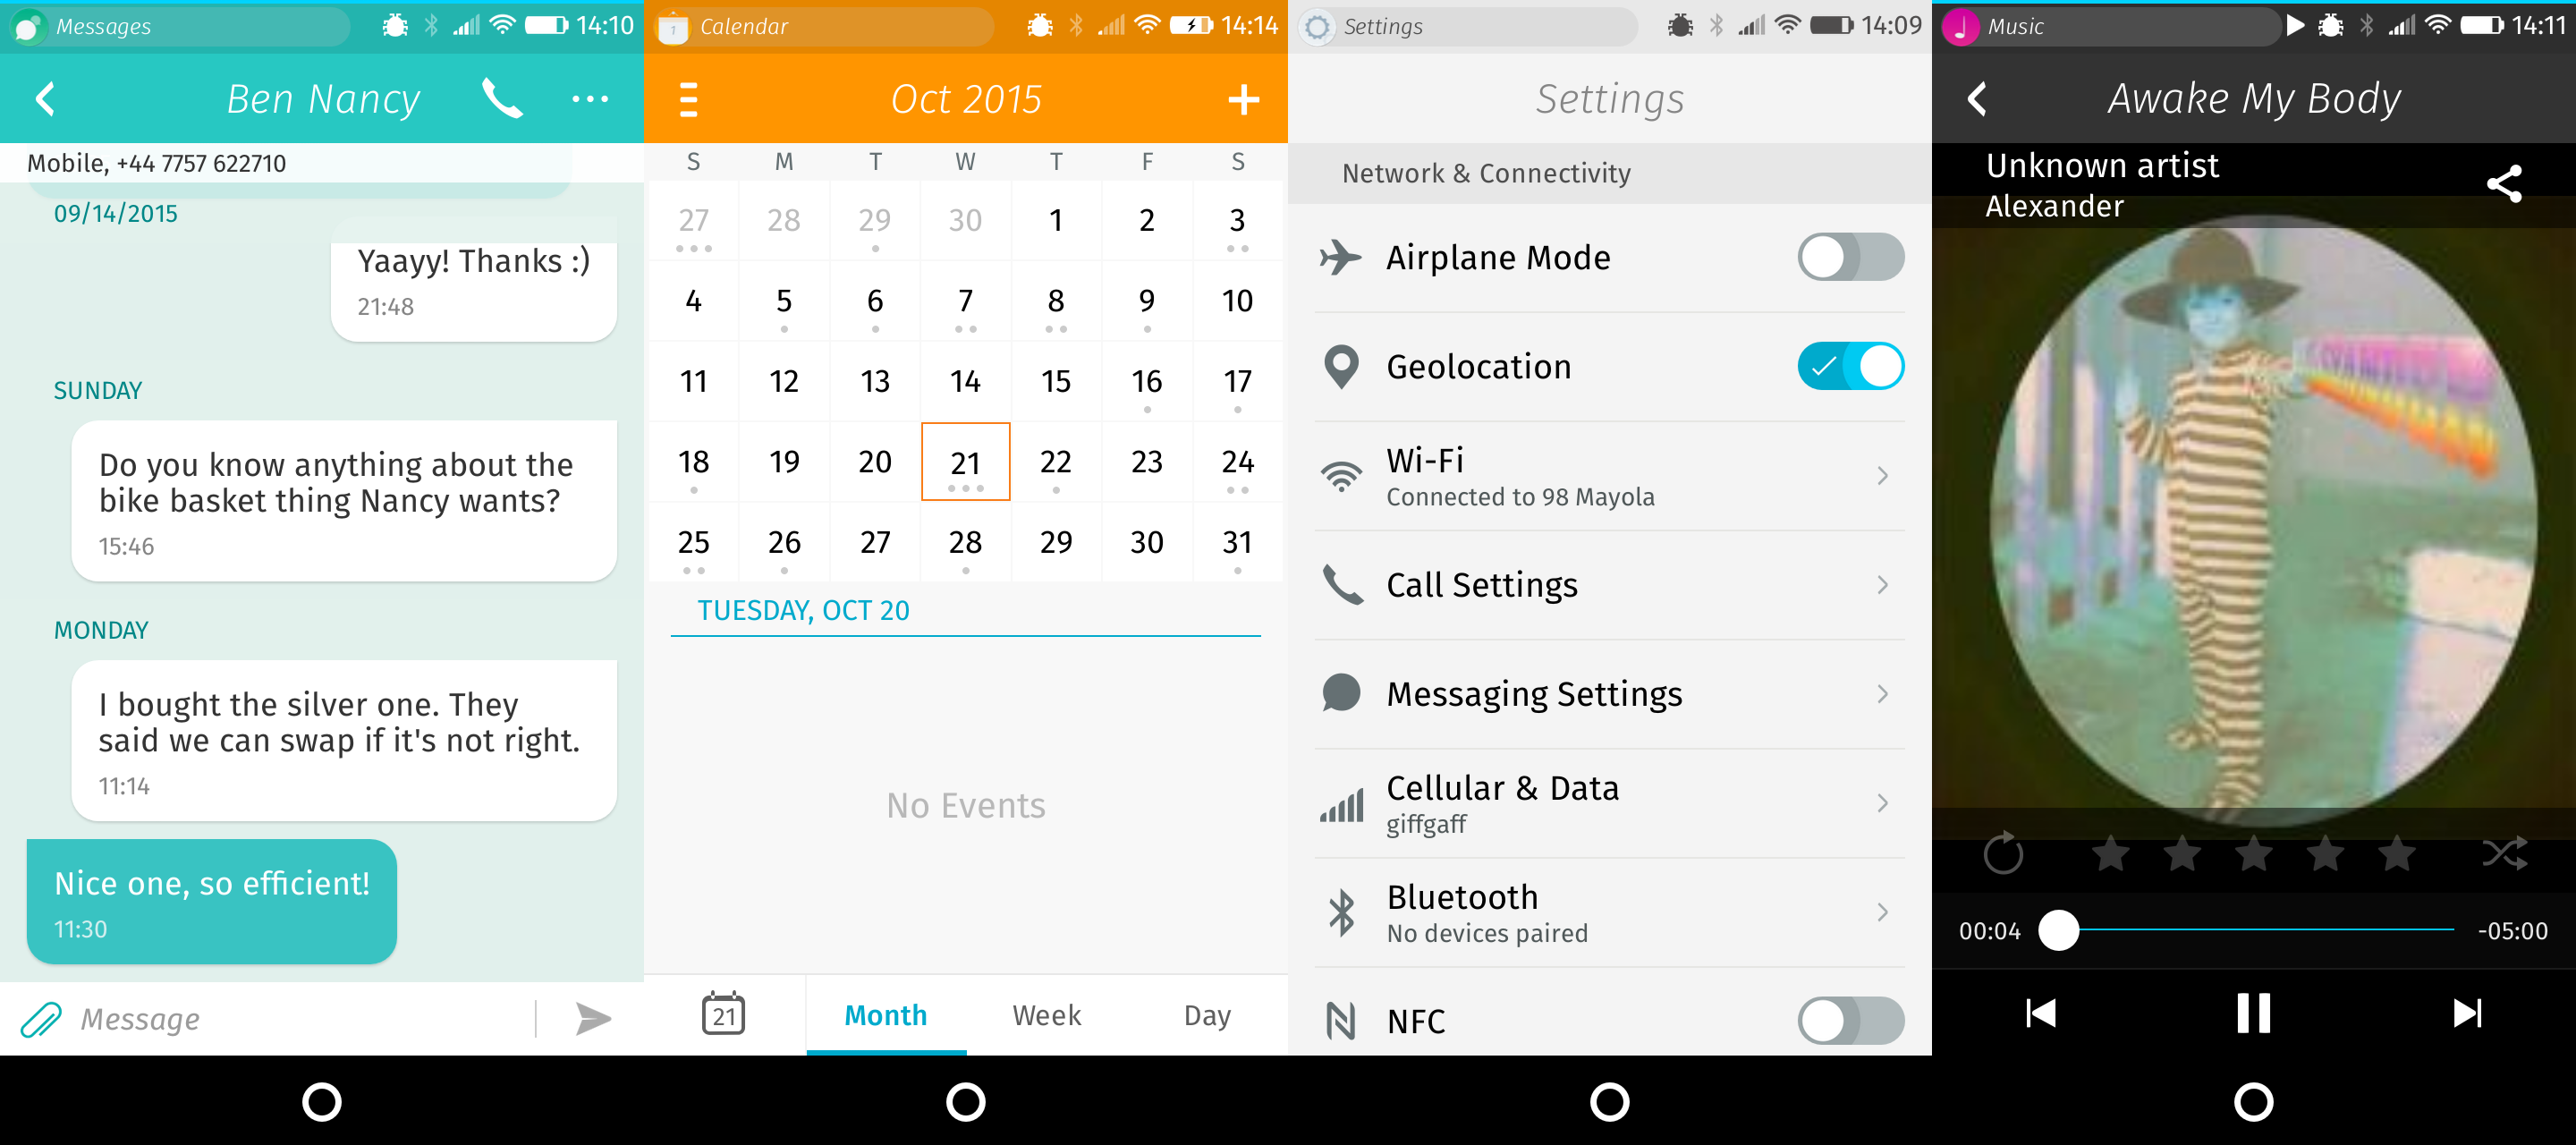 Messages
14:10
Ben Nancy
Mobile, +44 7757 622710
09/14/2015
Yaayy! Thanks :)
21:48
SUNDAY
Do you know anything about the
bike basket thing Nancy wants?
15:46
MONDAY
I bought the silver one. They
said we can swap if it's not right.
11:14
Nice one, so efficient!
11:30
Message
1
Calendar
14:14
Oct 2015
S M T W T F S
27 28 29 30 1 2 3
4 5 6 7 8 9 10
11 12 13 14 15 16 17
18 19 20 21 22 23 24
25 26 27 28 29 30 31
TUESDAY, OCT 20
No Events
21
Month
Week
Day
Settings
14:09
Settings
Network & Connectivity
Airplane Mode
Geolocation
Wi-Fi
Connected to 98 Mayola
Call Settings
Messaging Settings
Cellular & Data
giffgaff
Bluetooth
No devices paired
NFC
Music
14:11
Awake My Body
Unknown artist
Alexander
00:04
-05:00